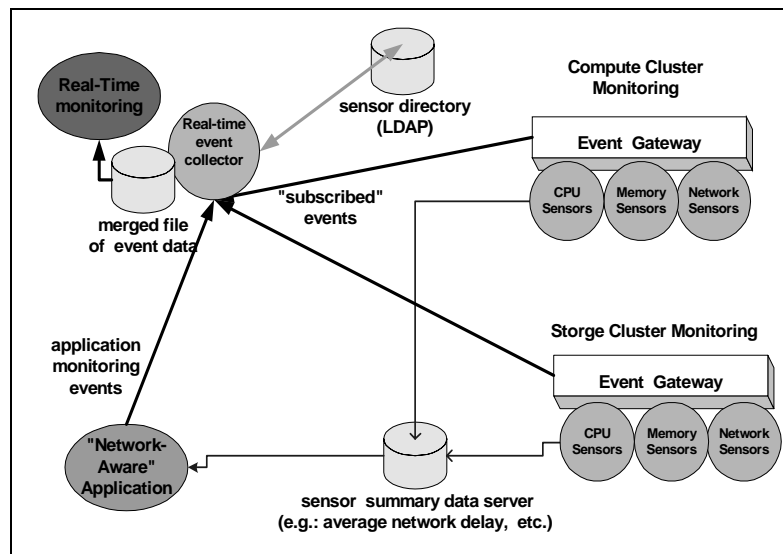 Real-Time
monitoring
Real-time
event
collector
merged file
of event data
sensor directory
(LDAP)
Compute Cluster
Monitoring
Event Gateway
CPU
Sensors
Memory
Sensors
Network
Sensors
"subscribed"
events
application
monitoring
events
Storge Cluster Monitoring
Event Gateway
CPU
Sensors
Memory
Sensors
Network
Sensors
"Network-
Aware"
Application
sensor summary data server
(e.g.: average network delay, etc.)